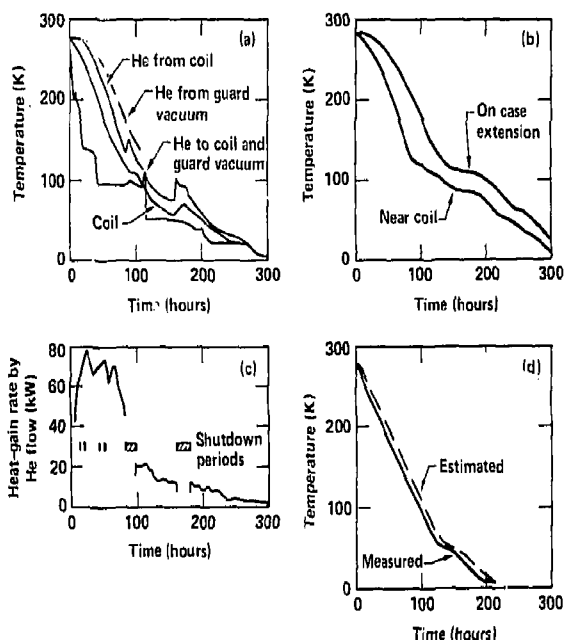 300
200
100
0
Temperature (K)
(a)
He from coil
He from guard
vacuum
He to coil and
guard vacuum
Coil
0 100 200 300
Time (hours)
300
200
100
0
Temperature (K)
(b)
On case
extension
Near coil
0 100 200 300
Time (hours)
80
60
40
20
0
Heat-gain rate by
He flow (kW)
(c)
Shutdown
periods
0 100 200 300
Time (hours)
300
200
100
0
Temperature (K)
(d)
Estimated
Measured
0 100 200 300
Time (hours)